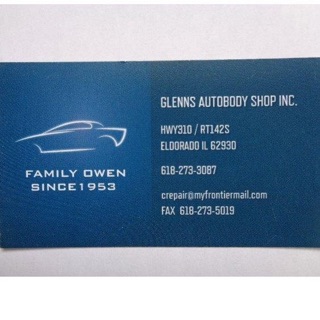 GLENNS AUTOBODY SHOP INC.
HWY310 / RT142S
ELDORADO IL 62930
FAMILY OWEN
SINCE1953
618-273-3087
crepair@myfrontiermail.com
FAX 618-273-5019